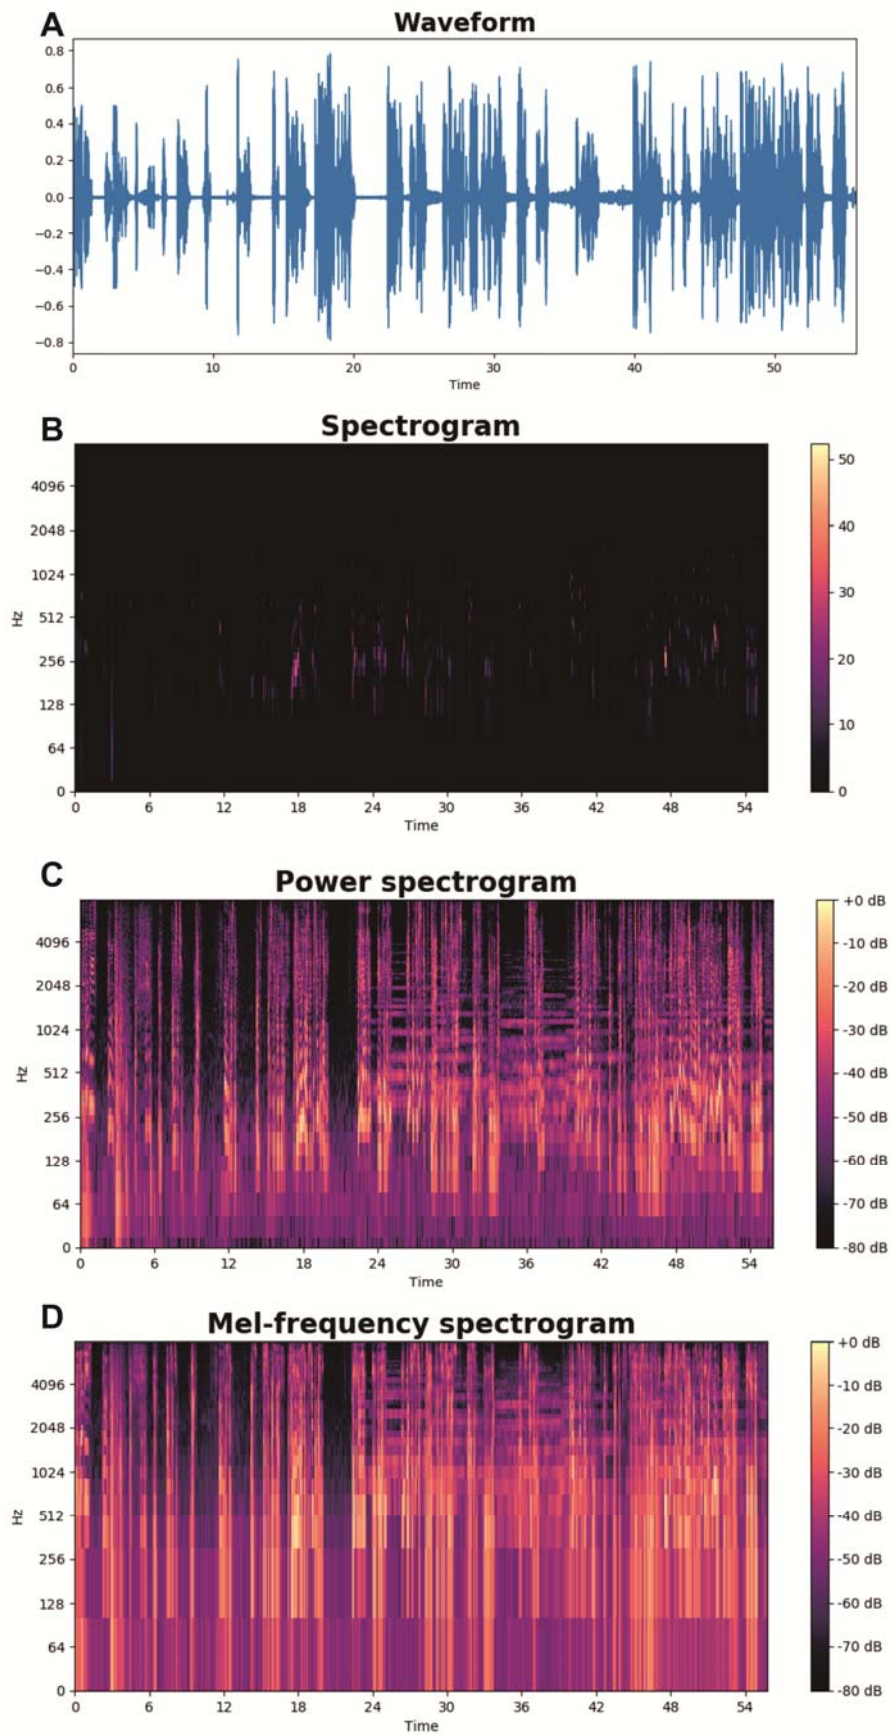 A
Waveform
0.8
0.6
0.4
0.2
0.0
−0.2
−0.4
−0.6
−0.8
0 10 20 30 40 50
Time
B
Spectrogram
4096
2048
1024
512
256
128
64
0
Hz
0 6 12 18 24 30 36 42 48 54
Time
50
40
30
20
10
0
C
Power spectrogram
4096
2048
1024
512
256
128
64
0
Hz
0 6 12 18 24 30 36 42 48 54
Time
+0 dB
-10 dB
-20 dB
-30 dB
-40 dB
-50 dB
-60 dB
-70 dB
-80 dB
D
Mel-frequency spectrogram
4096
2048
1024
512
256
128
64
0
Hz
0 6 12 18 24 30 36 42 48 54
Time
+0 dB
-10 dB
-20 dB
-30 dB
-40 dB
-50 dB
-60 dB
-70 dB
-80 dB